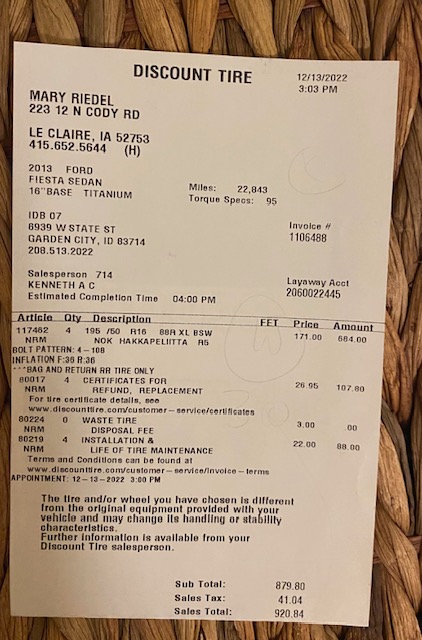 DISCOUNT TIRE
12/13/2022
3:03 PM
MARY RIEDEL
223 12 N CODY RD
LE CLAIRE, IA 52753
415.652.5644 (H)
2013 FORD
FIESTA SEDAN
16"BASE TITANIUM
Miles: 22,843
Torque Specs: 95
IDB 07
6939 W STATE ST
GARDEN CITY, ID 83714
208.513.2022
Invoice #
1106488
Salesperson 714
KENNETH A C
Estimated Completion Time 04:00 PM
Layaway Acct
2060022445
Article Qty Description FET Price Amount
117462 4 195 /50 R16 88R XL BSW 171.00 684.00
NRM NOK HAKKAPELIITTA R5
BOLT PATTERN: 4-108
INFLATION F:36 R:36
***BAG AND RETURN RR TIRE ONLY
80017 4 CERTIFICATES FOR 26.95 107.80
NRM REFUND, REPLACEMENT
For tire certificate details, see
www.discounttire.com/customer-service/certificates
80224 0 WASTE TIRE 3.00 .00
NRM DISPOSAL FEE
80219 4 INSTALLATION & 22.00 88.00
NRM LIFE OF TIRE MAINTENANCE
Terms and Conditions can be found at
www.discounttire.com/customer-service/invoice-terms
APPOINTMENT: 12-13-2022 3:00 PM
The tire and/or wheel you have chosen is different
from the original equipment provided with your
vehicle and may change its handling or stability
characteristics.
Further information is available from your
Discount Tire salesperson.
Sub Total: 879.80
Sales Tax: 41.04
Sales Total: 920.84